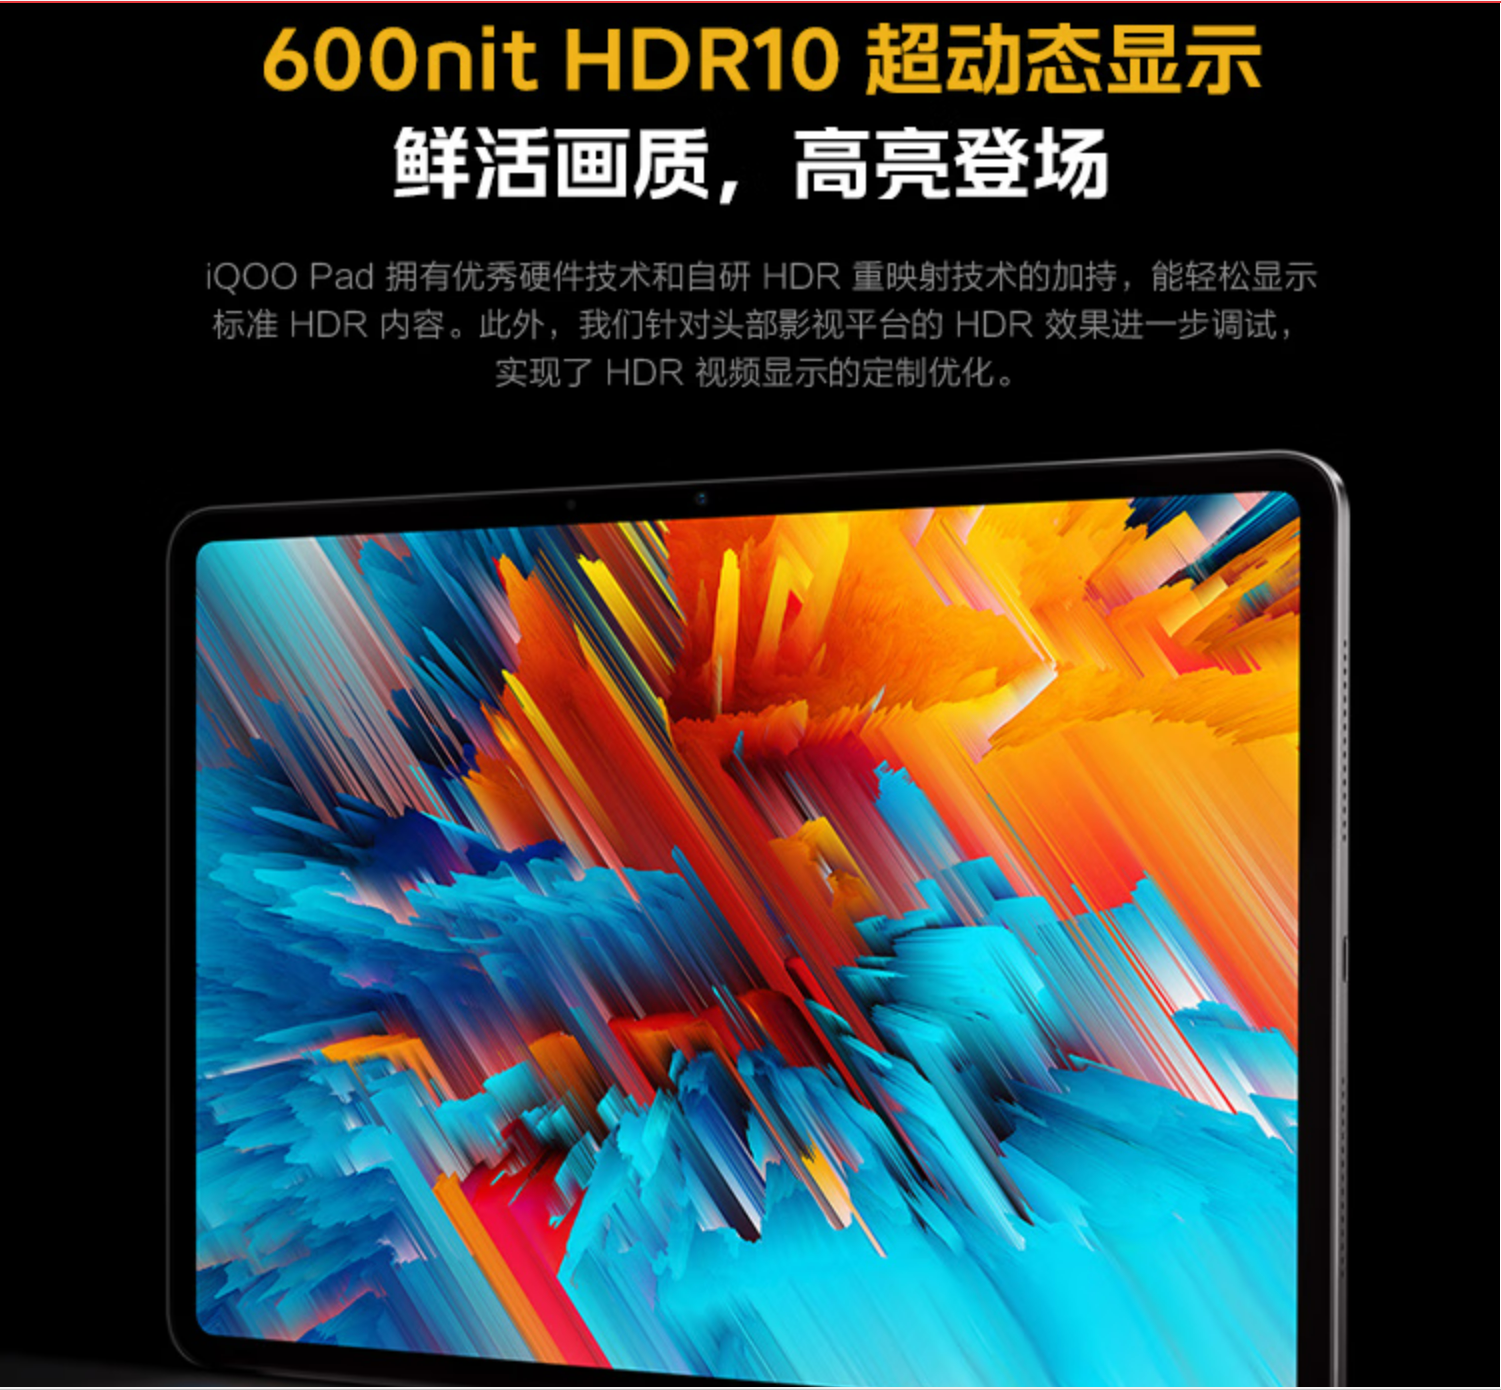 600nit HDR10 超动态显示
鲜活画质，高亮登场
iQOO Pad 拥有优秀硬件技术和自研 HDR 重映射技术的加持，能轻松显示
标准 HDR 内容。此外，我们针对头部影视平台的 HDR 效果进一步调试，
实现了 HDR 视频显示的定制优化。